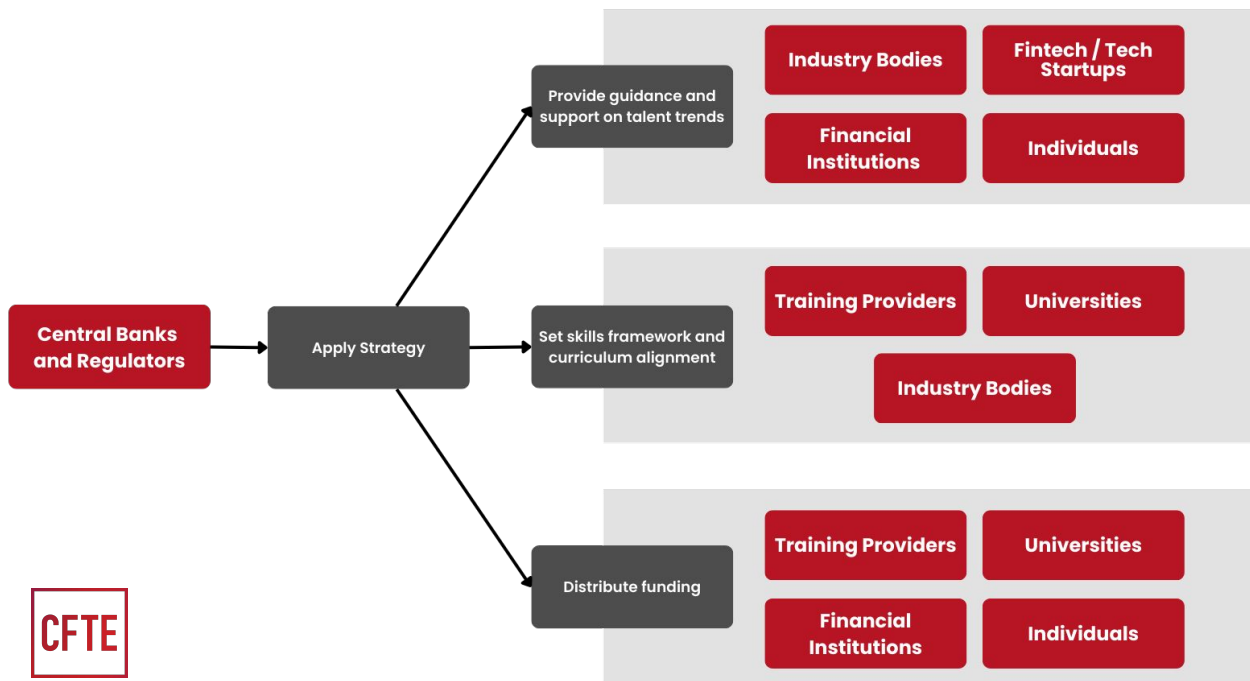 Industry Bodies
Fintech / Tech
Startups
Provide guidance and
support on talent trends
Financial
Institutions
Individuals
Central Banks
and Regulators
Apply Strategy
Set skills framework and
curriculum alignment
Training Providers
Universities
Industry Bodies
Distribute funding
Training Providers
Universities
Financial
Institutions
Individuals
CFTE